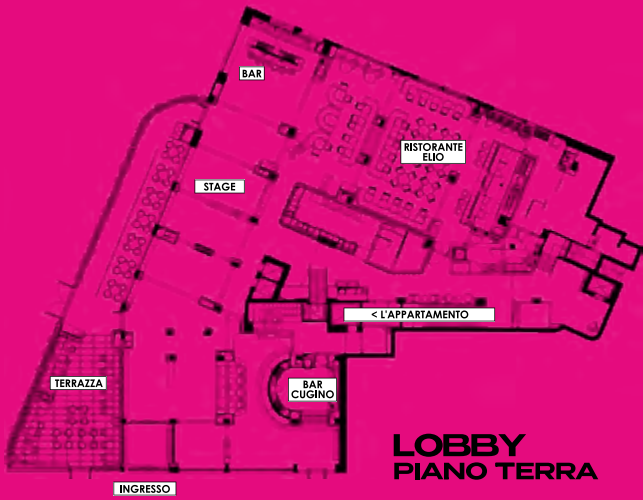 BAR
RISTORANTE
ELIO
STAGE
< L'APPARTAMENTO
TERRAZZA
BAR
CUGINO
LOBBY
PIANO TERRA
INGRESSO